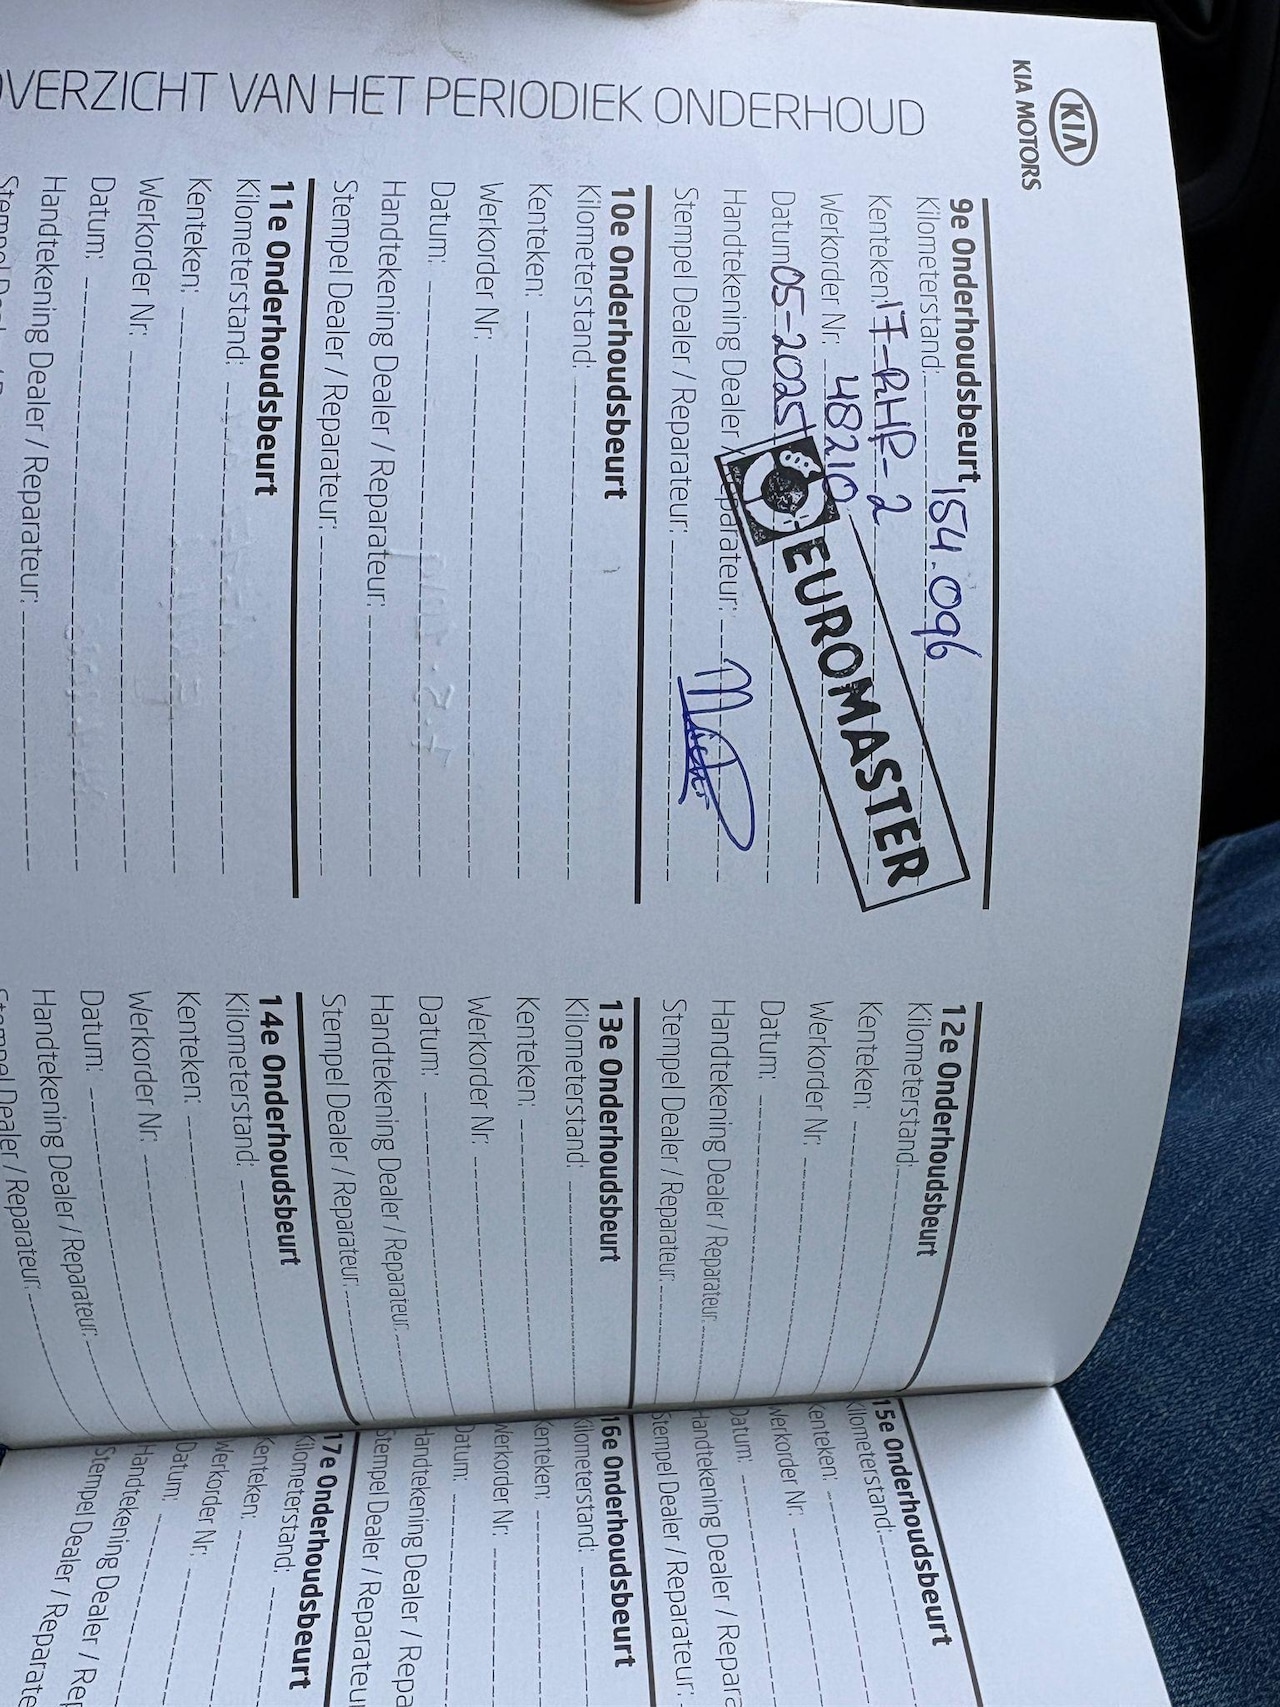 KIA
KIA MOTORS
OVERZICHT VAN HET PERIODIEK ONDERHOUD
9e Onderhoudsbeurt
Kilometerstand: 154.096
Kenteken: 17-RHP-2
Werkorder Nr: 48210
Datum: 05-2025
Handtekening Dealer / Reparateur:
Stempel Dealer / Reparateur:
EUROMASTER
10e Onderhoudsbeurt
Kilometerstand:
Kenteken:
Werkorder Nr:
Datum:
Handtekening Dealer / Reparateur:
Stempel Dealer / Reparateur:
11e Onderhoudsbeurt
Kilometerstand:
Kenteken:
Werkorder Nr:
Datum:
Handtekening Dealer / Reparateur:
12e Onderhoudsbeurt
Kilometerstand:
Kenteken:
Werkorder Nr:
Datum:
Handtekening Dealer / Reparateur:
Stempel Dealer / Reparateur:
13e Onderhoudsbeurt
Kilometerstand:
Kenteken:
Werkorder Nr:
Datum:
Handtekening Dealer / Reparateur:
Stempel Dealer / Reparateur:
14e Onderhoudsbeurt
Kilometerstand:
Kenteken:
Werkorder Nr:
Datum:
Handtekening Dealer / Reparateur:
Stempel Dealer / Reparateur:
15e Onderhoudsbeurt
Kilometerstand:
Kenteken:
Werkorder Nr:
Datum:
Handtekening Dealer / Repara
Stempel Dealer / Reparateur:
16e Onderhoudsbeurt
Kilometerstand:
Kenteken:
Werkorder Nr:
Datum:
Handtekening Dealer / Repa
Stempel Dealer / Reparateur
17e Onderhoudsbeurt
Kilometerstand:
Kenteken:
Werkorder Nr:
Datum:
Handtekening Dealer / Rep
Stempel Dealer / Reparate